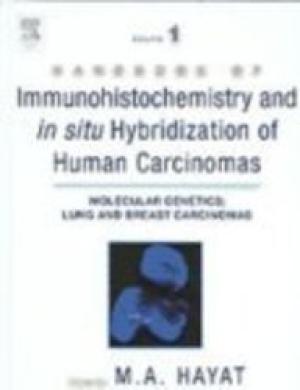 VOLUME 1
HANDBOOK OF
Immunohistochemistry and
in situ Hybridization of
Human Carcinomas
MOLECULAR GENETICS;
LUNG AND BREAST CARCINOMAS
M.A. HAYAT